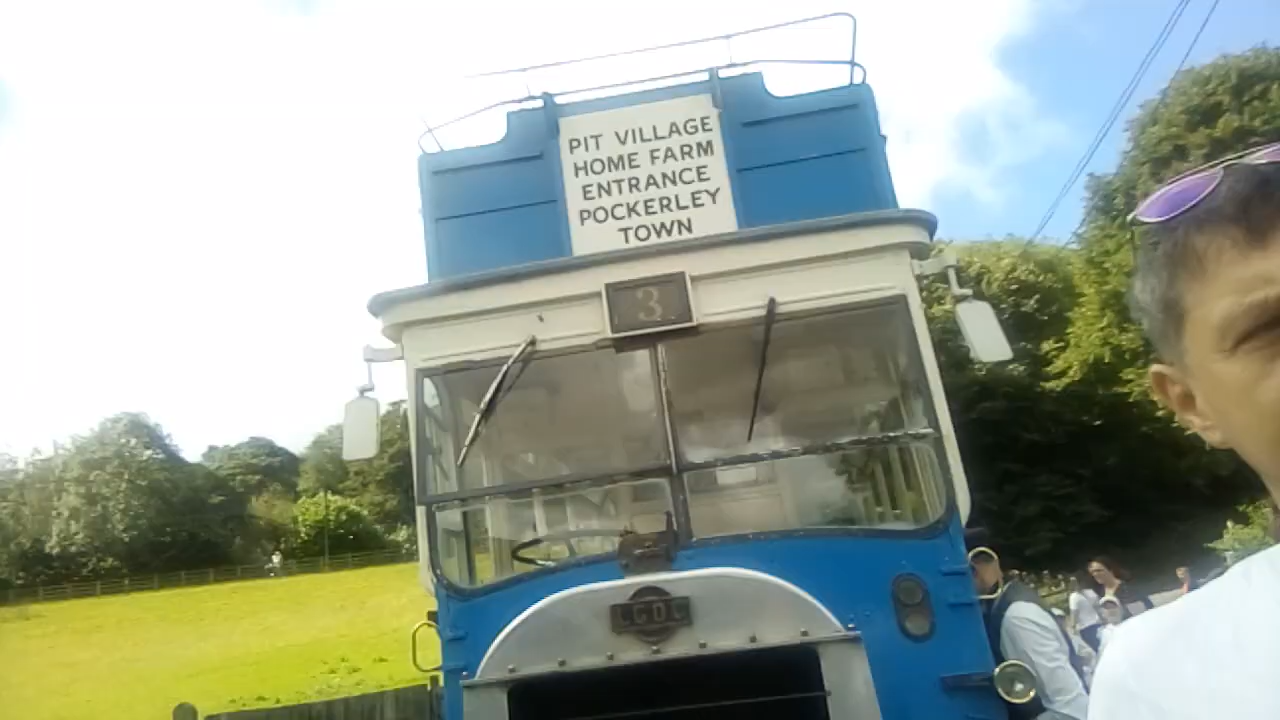 PIT VILLAGE
HOME FARM
ENTRANCE
POCKERLEY
TOWN
3
LGOC